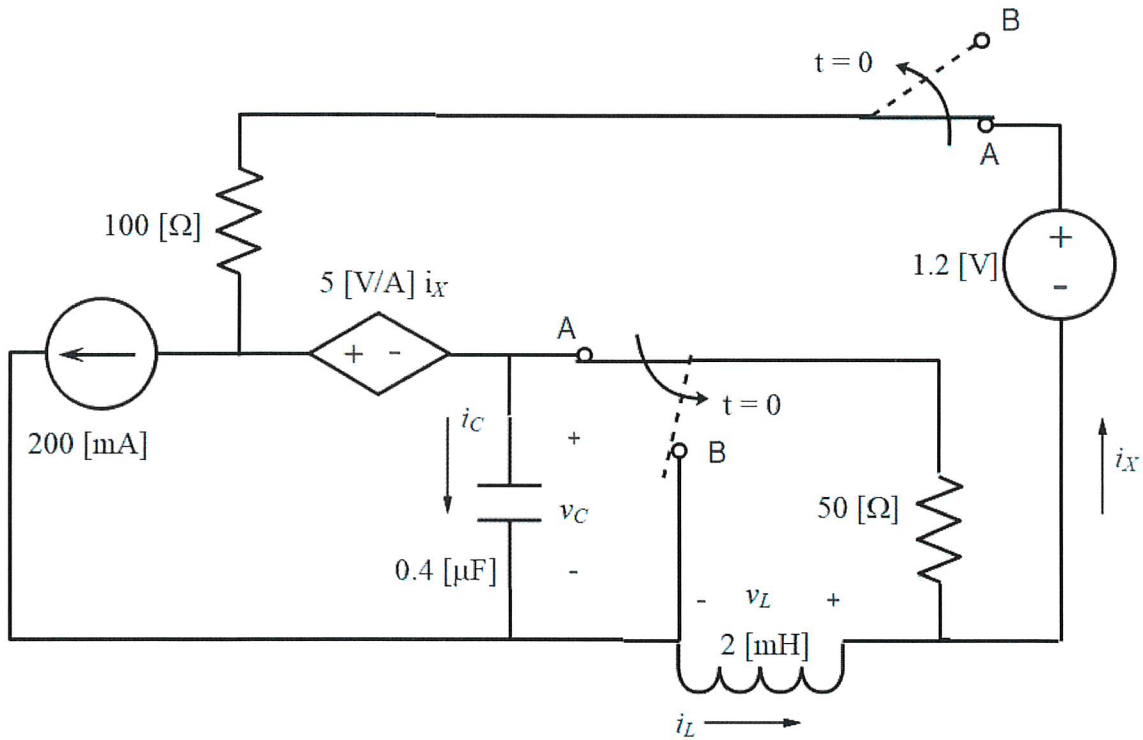 B
t = 0
A
100 [Ω]
+
1.2 [V]
-
5 [V/A] iX
+ -
A
t = 0
200 [mA]
iC
+
B
iX
vC
50 [Ω]
0.4 [μF]
-
- vL +
2 [mH]
iL